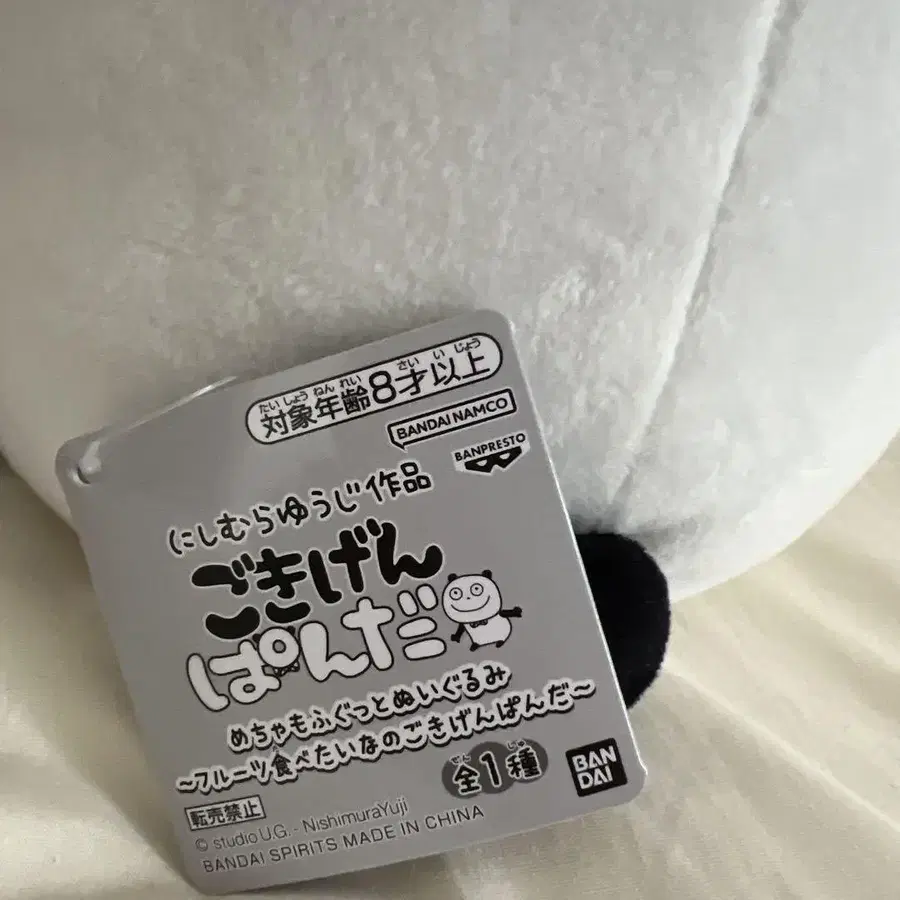 たいしょうねんれい さい いじょう
対象年齢8才以上
BANDAI NAMCO
BANPRESTO
にしむらゆうじ作品
ごきげん
ぱんだ
めちゃもふぐっとぬいぐるみ
～フルーツ食べたいなのごきげんぱんだ～
ぜん しゅ
全1種
BAN
DAI
転売禁止
© studio U.G. - NishimuraYuji
BANDAI SPIRITS MADE IN CHINA